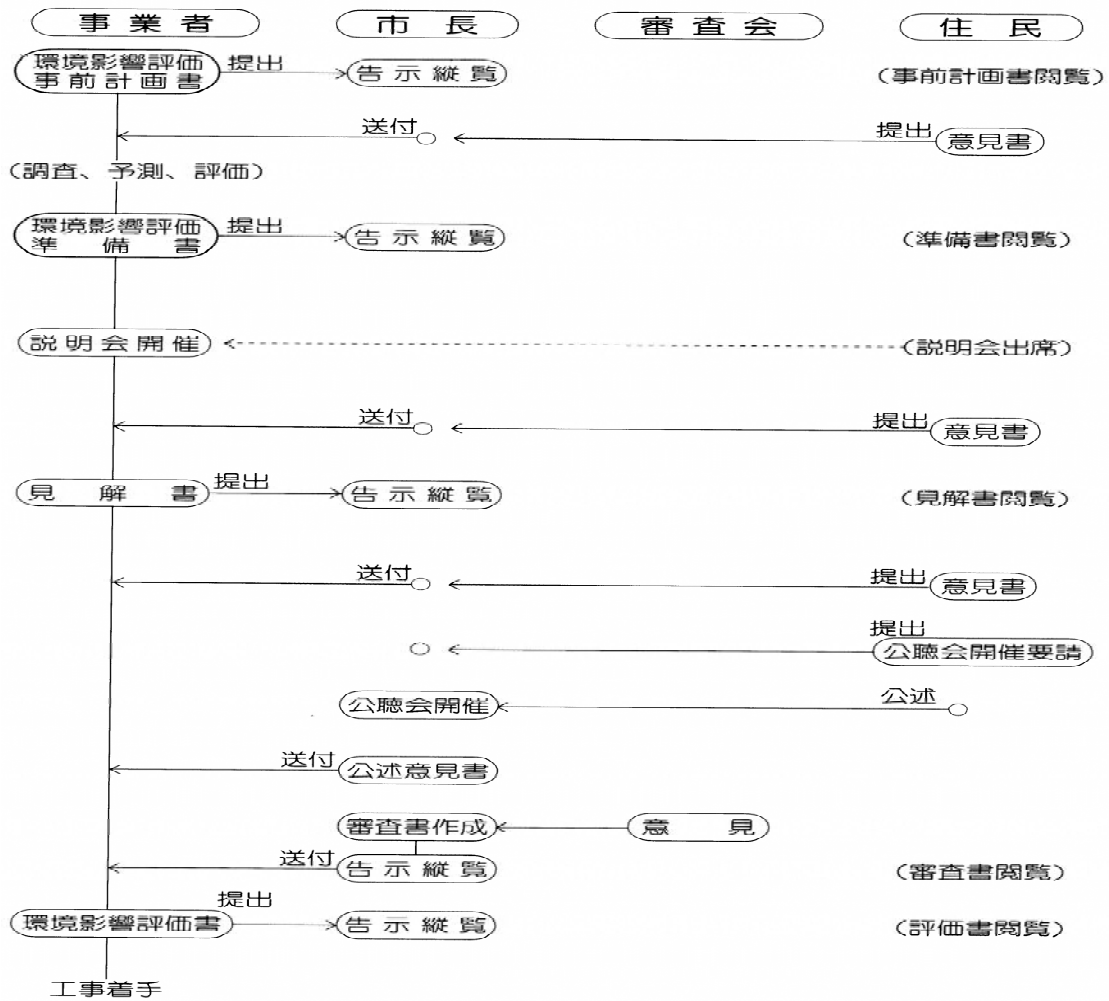 事業者 市長 審査会 住民
環境影響評価
事前計画書
提出
告示縦覧
(事前計画書閲覧)
送付
提出
意見書
(調査、予測、評価)
環境影響評価
準備書
提出
告示縦覧
(準備書閲覧)
説明会開催
(説明会出席)
送付
提出
意見書
見解書
提出
告示縦覧
(見解書閲覧)
送付
提出
意見書
提出
公聴会開催要請
公聴会開催
公述
送付
公述意見書
審査書作成
意見
送付
告示縦覧
(審査書閲覧)
環境影響評価書
提出
告示縦覧
(評価書閲覧)
工事着手